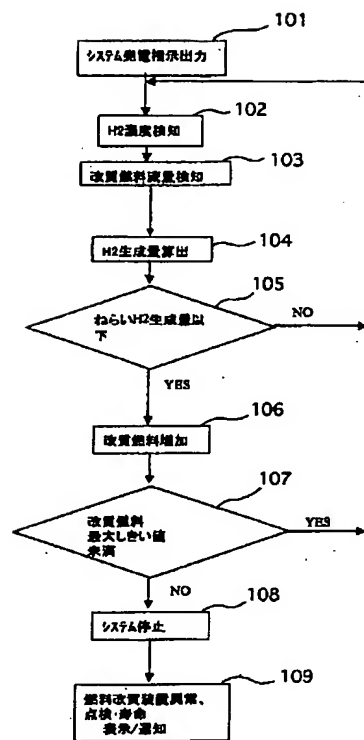 101
システム発電指示出力
102
H2濃度検知
103
改質燃料流量検知
104
H2生成量算出
105
ねらいH2生成量以
下
NO
YES
106
改質燃料増加
107
改質燃料
最大しきい値
未満
YES
NO
108
システム停止
109
燃料改質装置異常、
点検・寿命
表示/通知